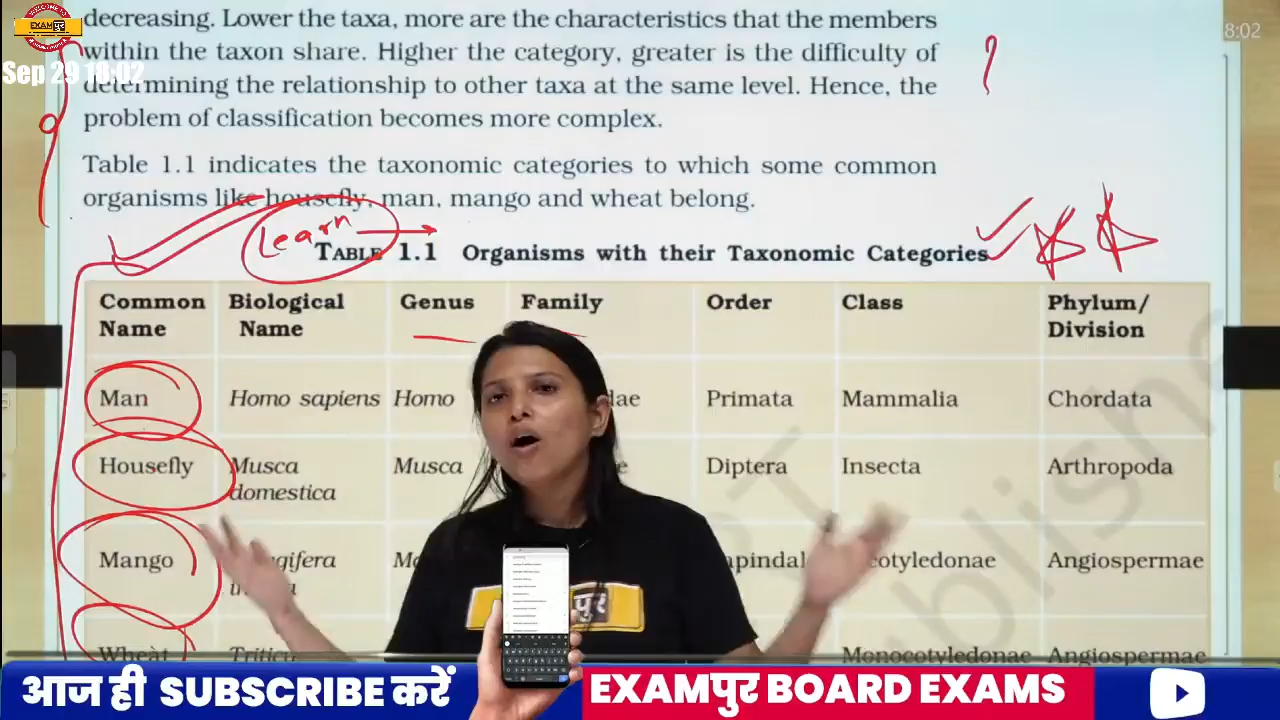 decreasing. Lower the taxa, more are the characteristics that the members
within the taxon share. Higher the category, greater is the difficulty of
8:02
Sep 29 18:02
determining the relationship to other taxa at the same level. Hence, the
problem of classification becomes more complex.
Table 1.1 indicates the taxonomic categories to which some common
organisms like housefly, man, mango and wheat belong.
Learn
TABLE 1.1 Organisms with their Taxonomic Categories
Common Name Biological Name Genus Family Order Class Phylum/ Division
Man Homo sapiens Homo dae Primata Mammalia Chordata
Housefly Musca domestica Musca e Diptera Insecta Arthropoda
Mango gifera Angiospermae
Wheat Monocotyledonae Angiospermae
EXAMपुर
आज ही SUBSCRIBE करें
EXAMपुर BOARD EXAMS